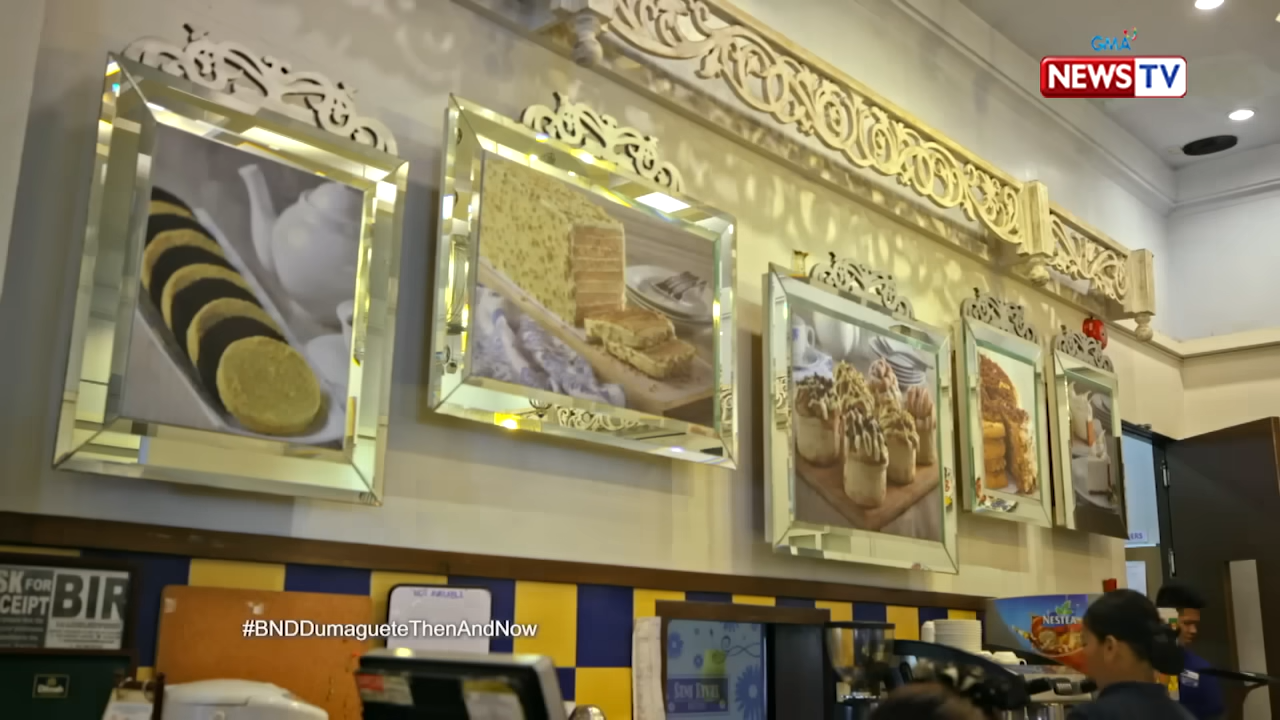 GMA
NEWS TV
SK FOR
CEIPT
BIR
#BNDDumagueteThenAndNow
NESTEA